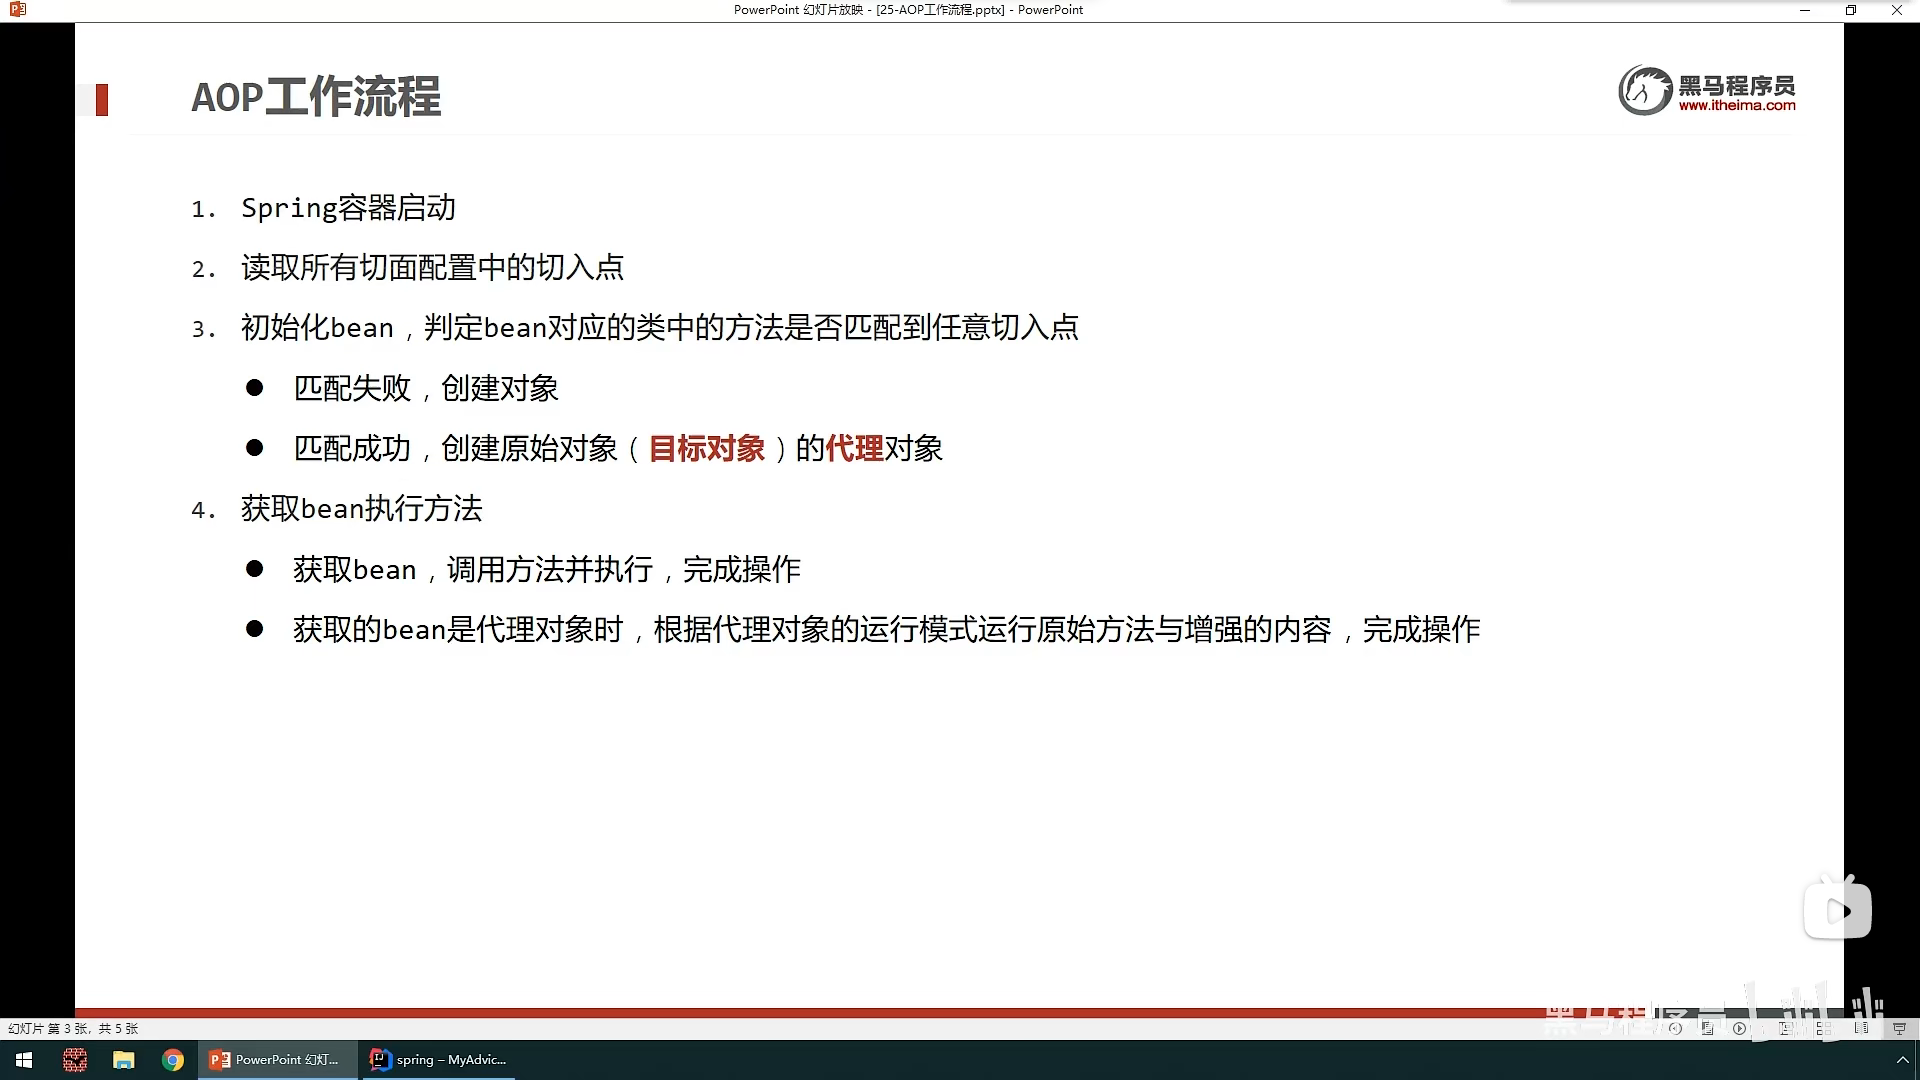 PowerPoint 幻灯片放映 - [25-AOP工作流程.pptx] - PowerPoint
AOP工作流程
黑马程序员
www.itheima.com
1. Spring容器启动
2. 读取所有切面配置中的切入点
3. 初始化bean，判定bean对应的类中的方法是否匹配到任意切入点
● 匹配失败，创建对象
● 匹配成功，创建原始对象（目标对象）的代理对象
4. 获取bean执行方法
● 获取bean，调用方法并执行，完成操作
● 获取的bean是代理对象时，根据代理对象的运行模式运行原始方法与增强的内容，完成操作
黑马程序员
幻灯片 第 3 张，共 5 张
PowerPoint 幻灯...
spring – MyAdvic...